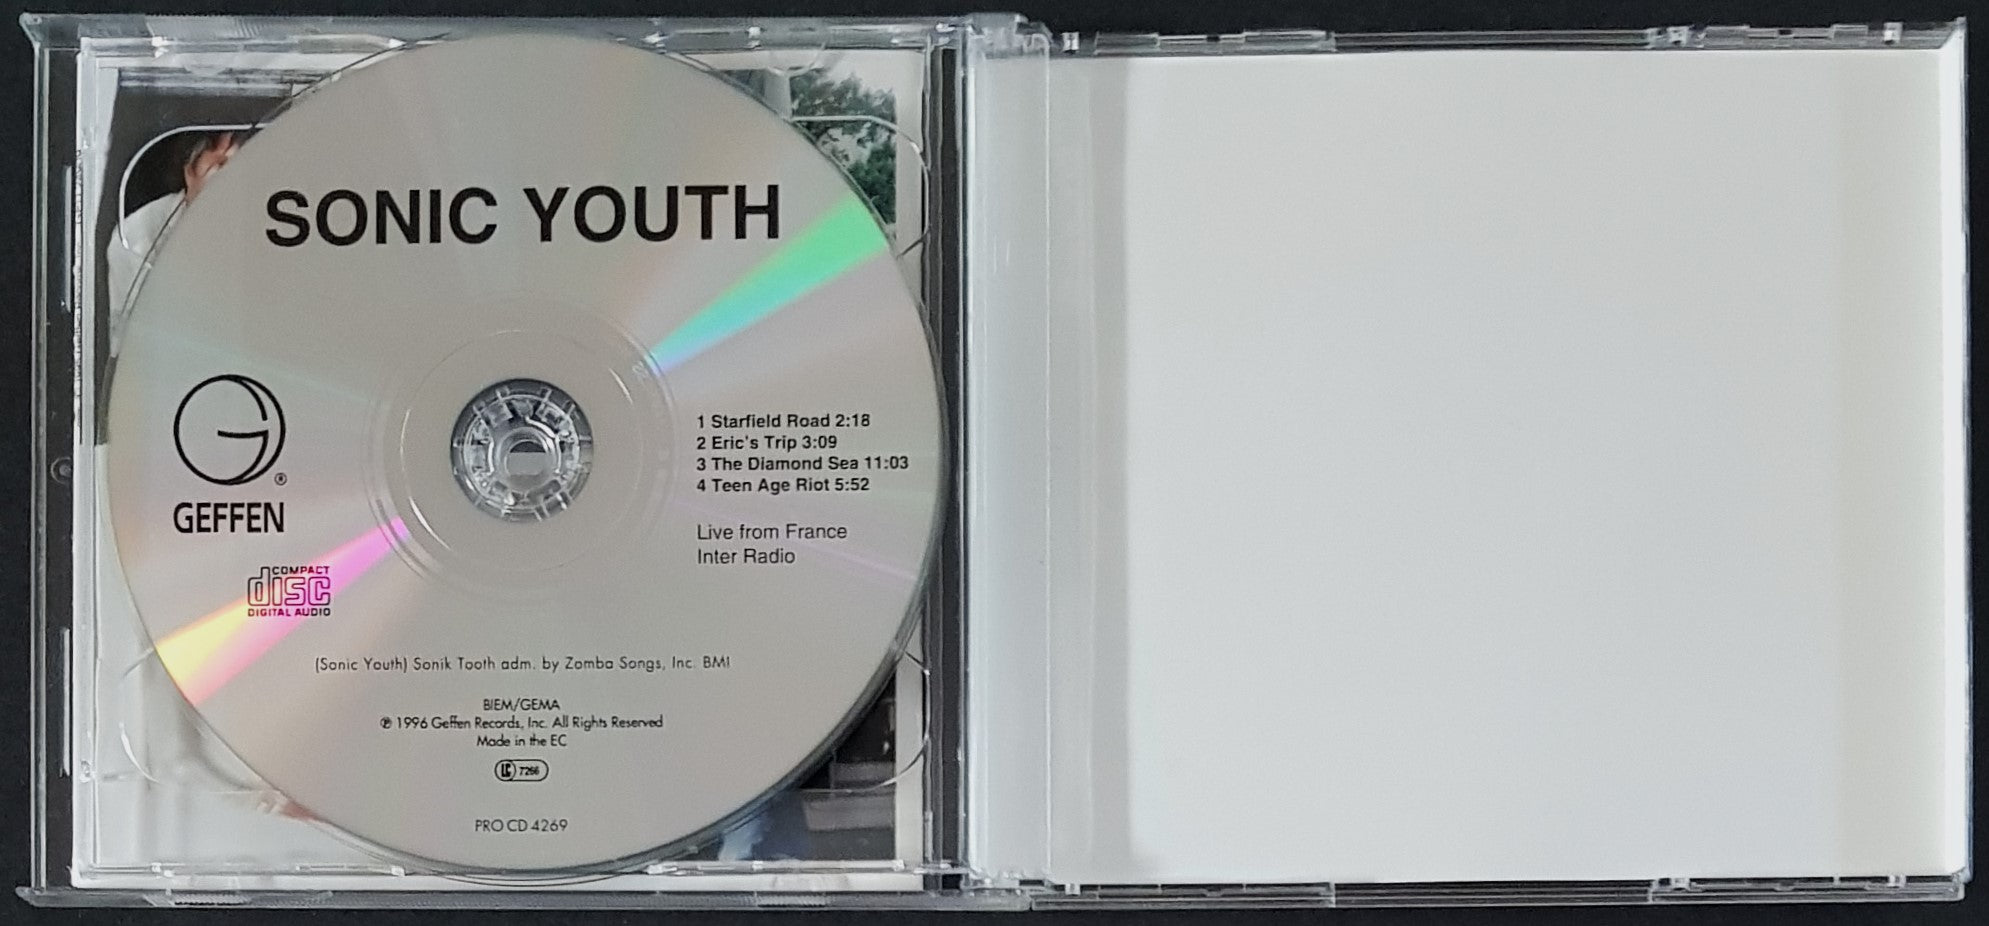 SONIC YOUTH
GEFFEN
®
COMPACT
disc
DIGITAL AUDIO
1 Starfield Road 2:18
2 Eric's Trip 3:09
3 The Diamond Sea 11:03
4 Teen Age Riot 5:52
Live from France
Inter Radio
(Sonic Youth) Sonik Tooth adm. by Zomba Songs, Inc. BMI
BIEM/GEMA
℗ 1996 Geffen Records, Inc. All Rights Reserved
Made in the EC
LC 7266
PRO CD 4269